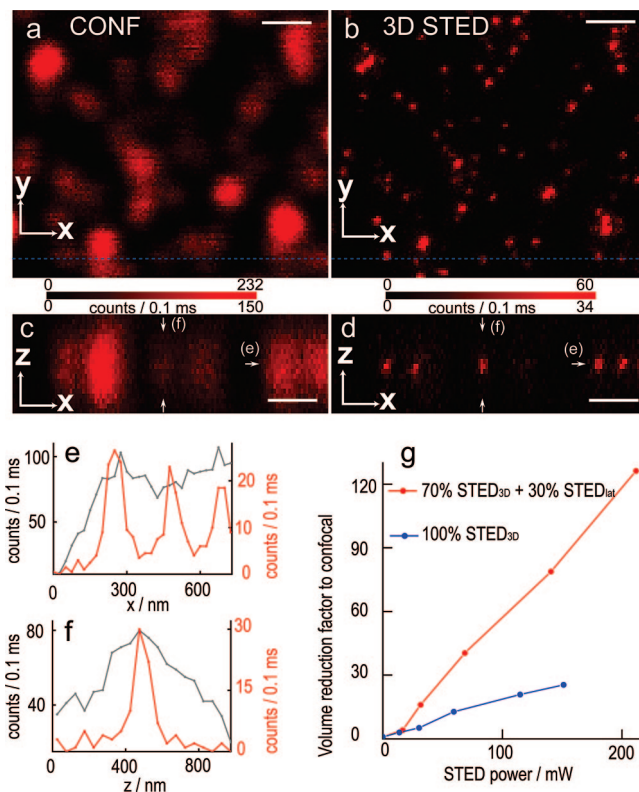 a CONF
b 3D STED
y
x
y
x
0 232
counts / 0.1 ms
0 150
0 60
counts / 0.1 ms
0 34
c
(f)
(e)
z
x
d
(f)
(e)
z
x
e
100
50
counts / 0.1 ms
20
10
0
counts / 0.1 ms
0 300 600
x / nm
f
80
40
counts / 0.1 ms
30
15
0
counts / 0.1 ms
0 400 800
z / nm
g
70% STED3D + 30% STEDlat
100% STED3D
120
90
60
30
0
Volume reduction factor to confocal
0 100 200
STED power / mW